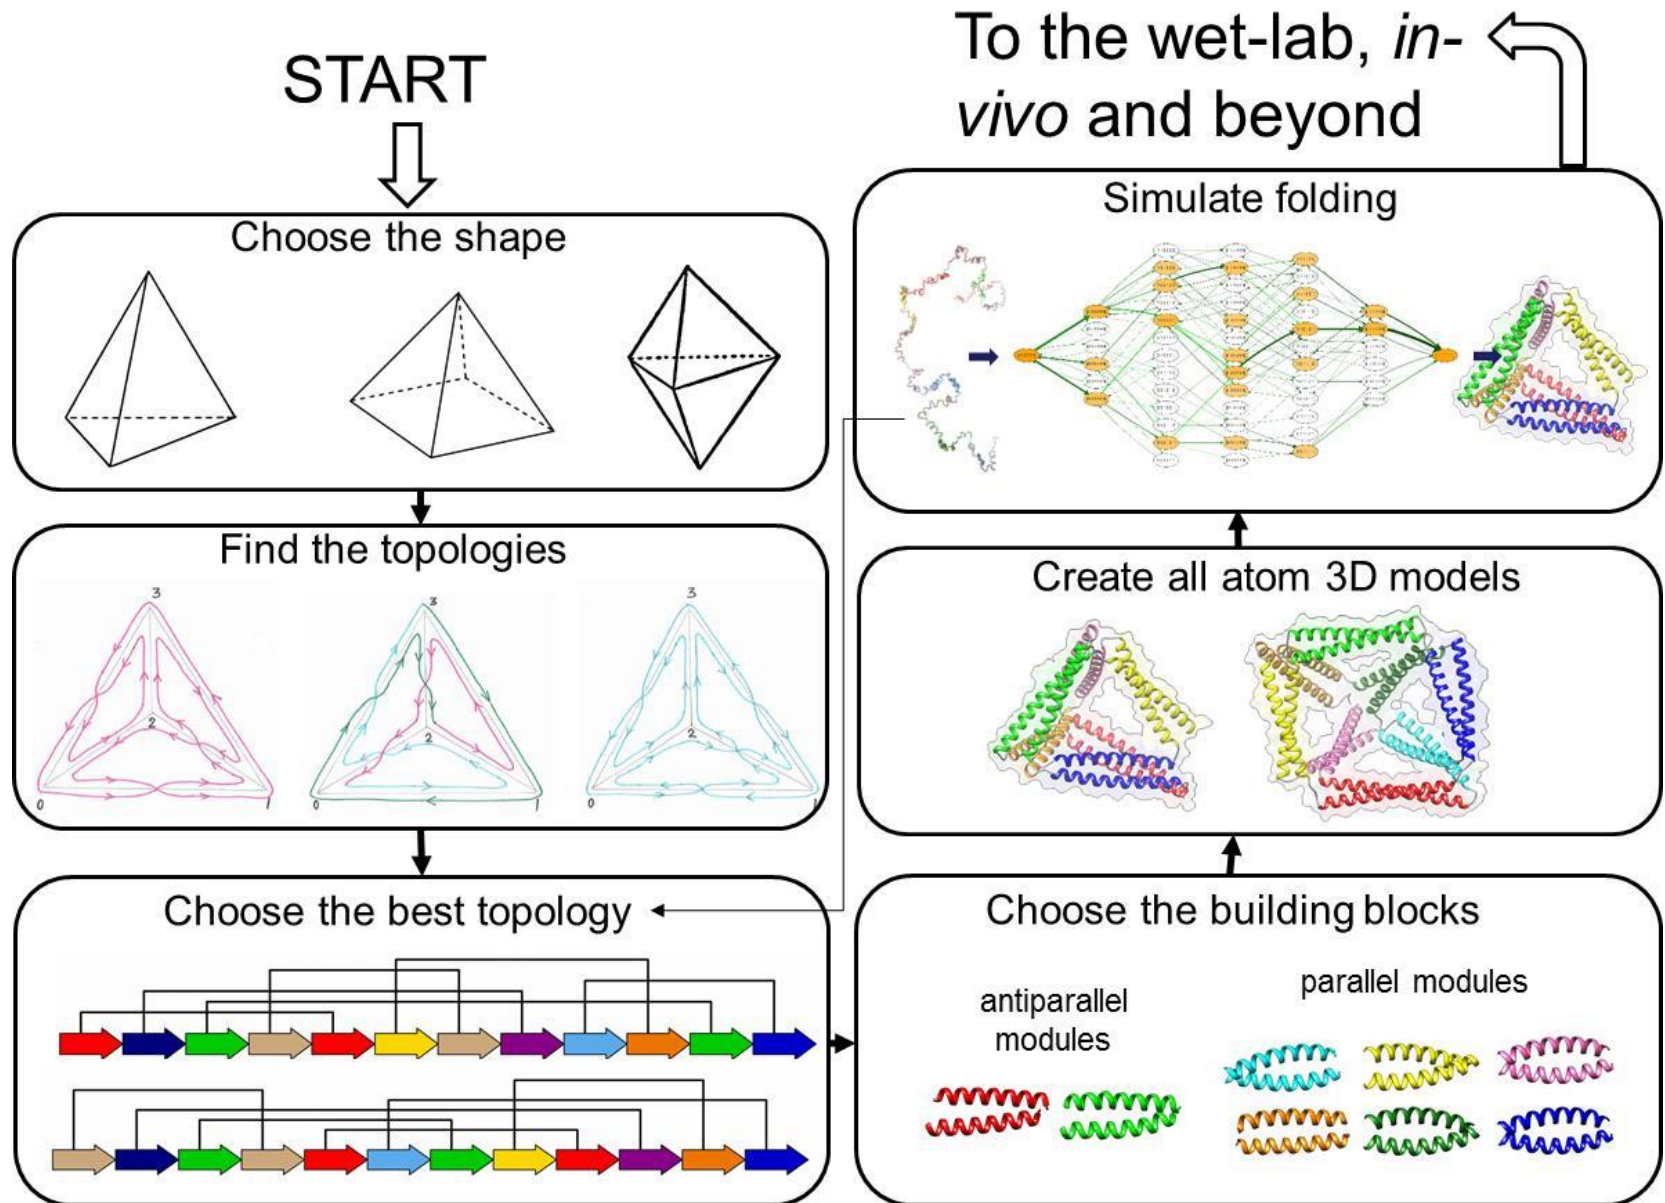 START
To the wet-lab, in-
vivo and beyond
Choose the shape
Find the topologies
3
2
0
1
3
2
0
1
3
2
0
1
Choose the best topology
Choose the building blocks
antiparallel
modules
parallel modules
Create all atom 3D models
Simulate folding